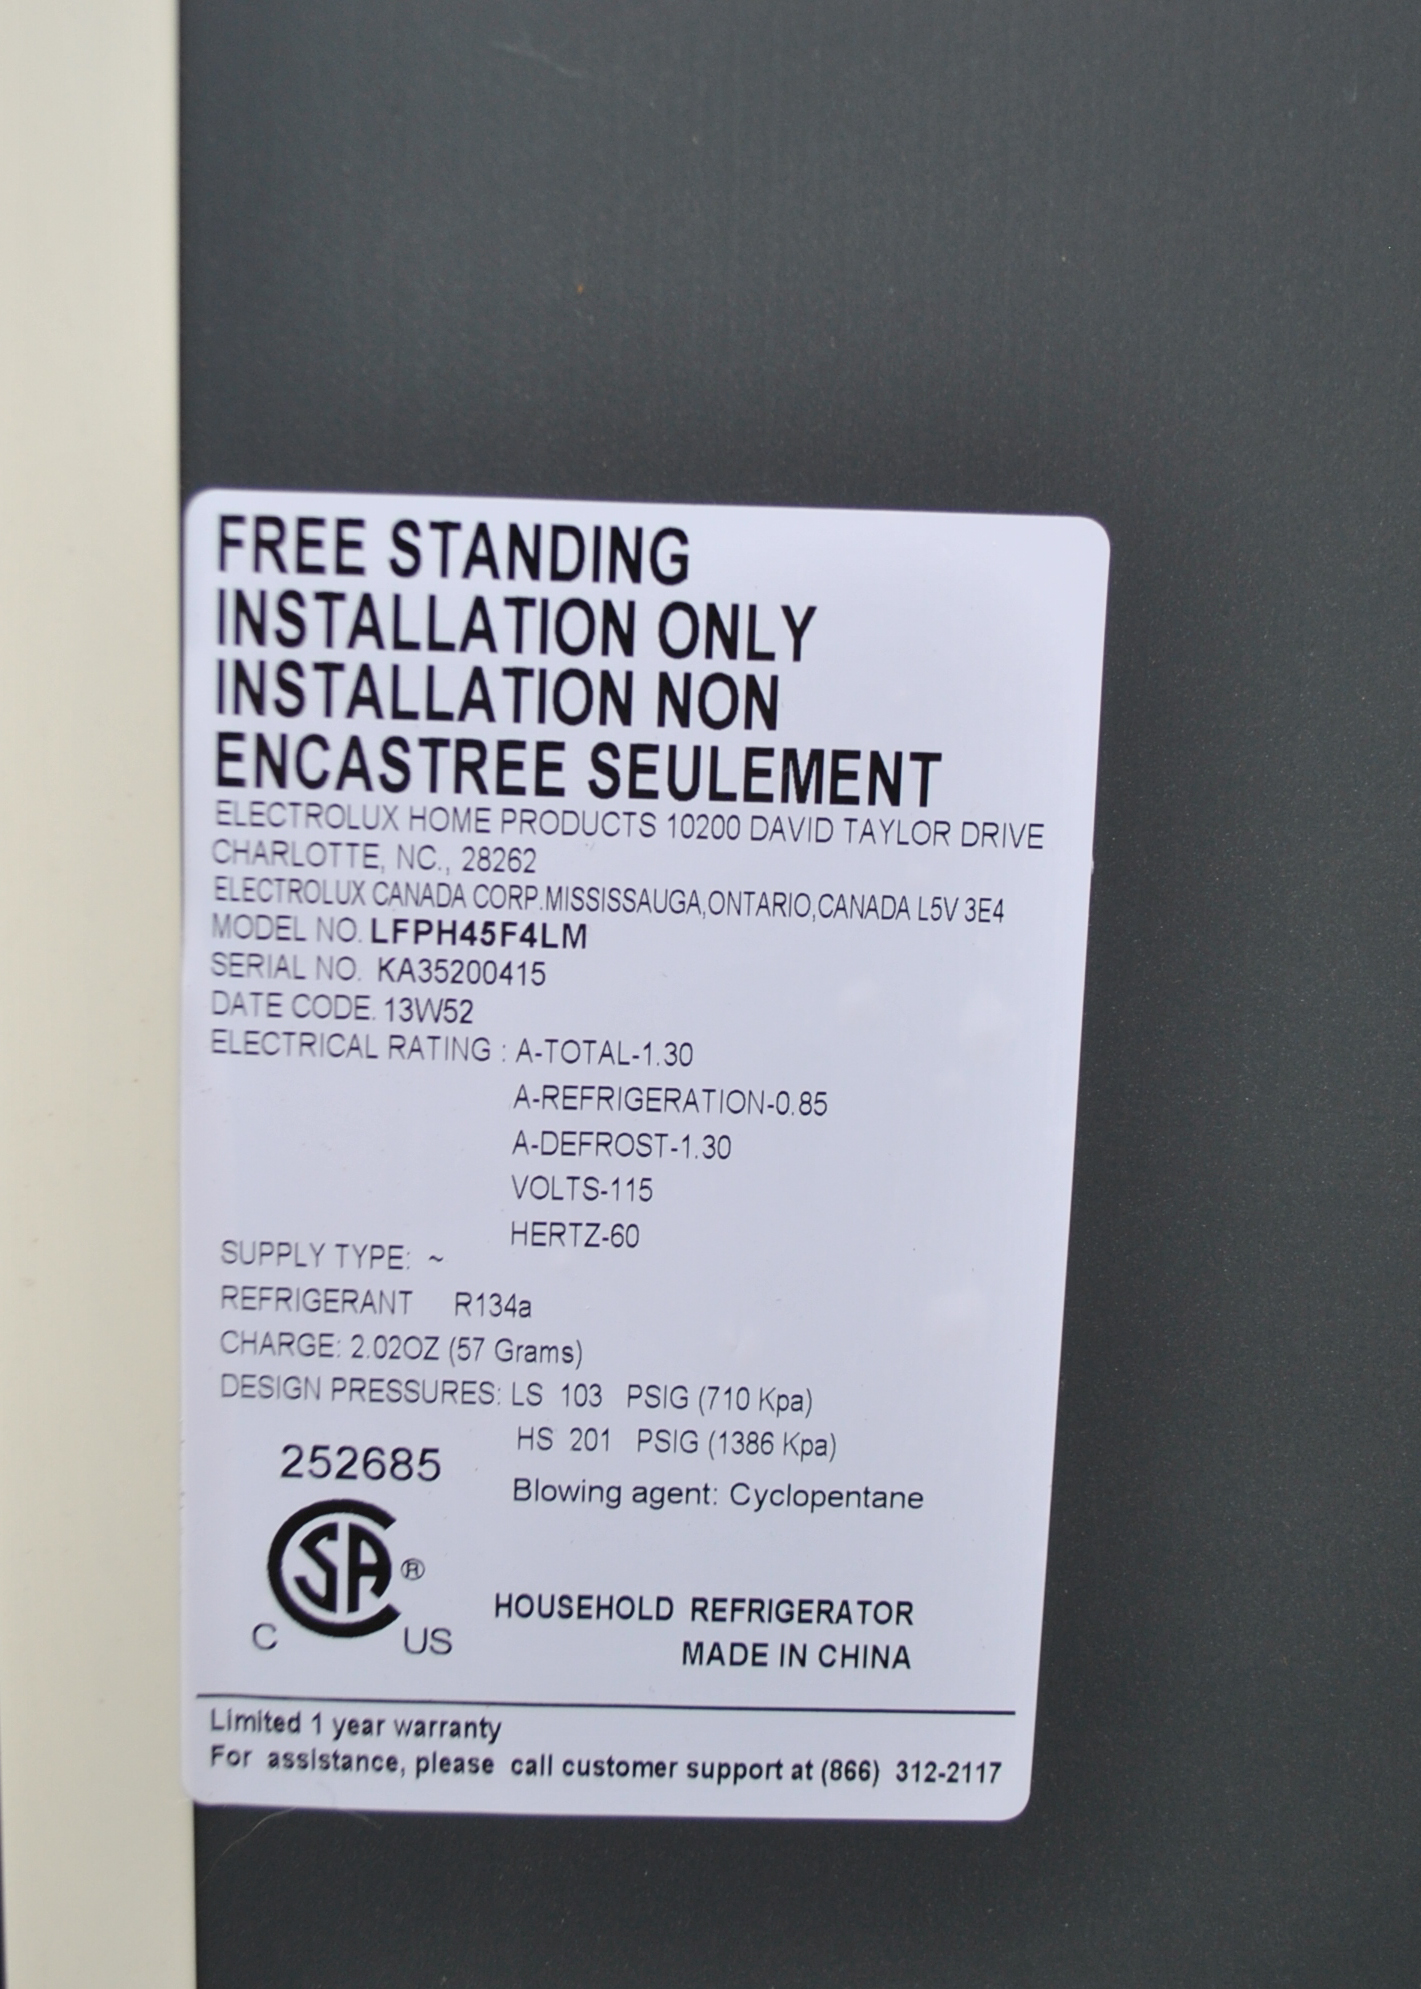 FREE STANDING
INSTALLATION ONLY
INSTALLATION NON
ENCASTREE SEULEMENT
ELECTROLUX HOME PRODUCTS 10200 DAVID TAYLOR DRIVE
CHARLOTTE, NC., 28262
ELECTROLUX CANADA CORP.MISSISSAUGA,ONTARIO,CANADA L5V 3E4
MODEL NO. LFPH45F4LM
SERIAL NO. KA35200415
DATE CODE. 13W52
ELECTRICAL RATING : A-TOTAL-1.30
A-REFRIGERATION-0.85
A-DEFROST-1.30
VOLTS-115
HERTZ-60
SUPPLY TYPE: ~
REFRIGERANT R134a
CHARGE: 2.02OZ (57 Grams)
DESIGN PRESSURES: LS 103 PSIG (710 Kpa)
HS 201 PSIG (1386 Kpa)
252685
Blowing agent: Cyclopentane
CSA ®
C US
HOUSEHOLD REFRIGERATOR
MADE IN CHINA
Limited 1 year warranty
For assistance, please call customer support at (866) 312-2117